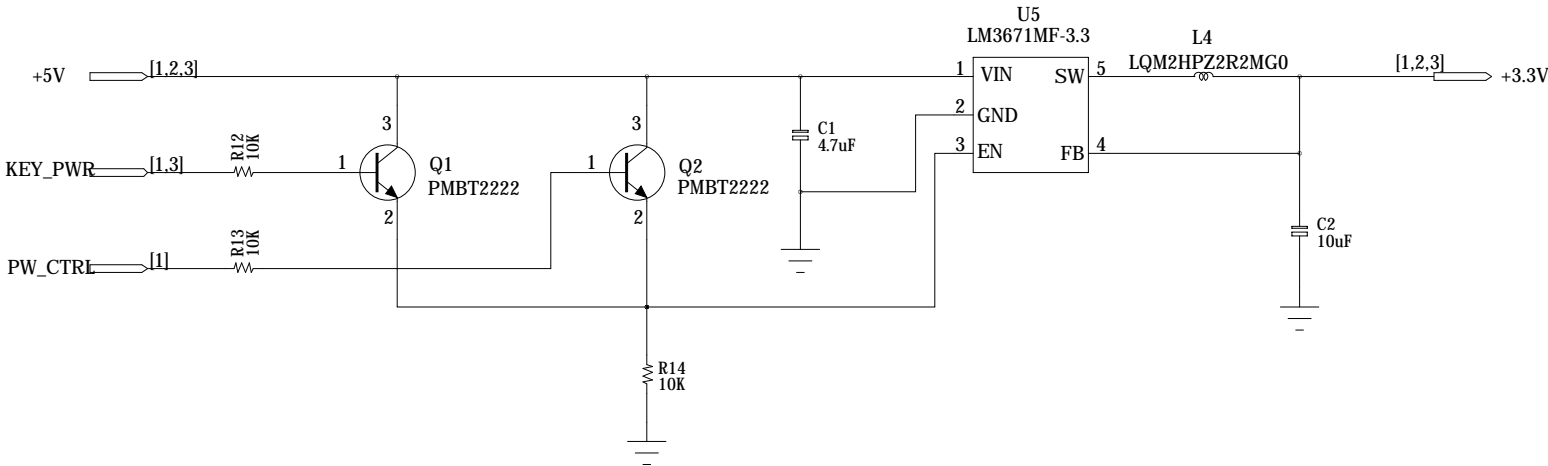 U5
LM3671MF-3.3
L4
LQM2HPZ2R2MG0
+5V
[1,2,3]
1
VIN
SW
5
[1,2,3]
+3.3V
2
GND
3
EN
FB
4
C1
4.7uF
KEY_PWR
[1,3]
R12
10K
1
3
2
Q1
PMBT2222
1
3
2
Q2
PMBT2222
PW_CTRL
[1]
R13
10K
C2
10uF
R14
10K